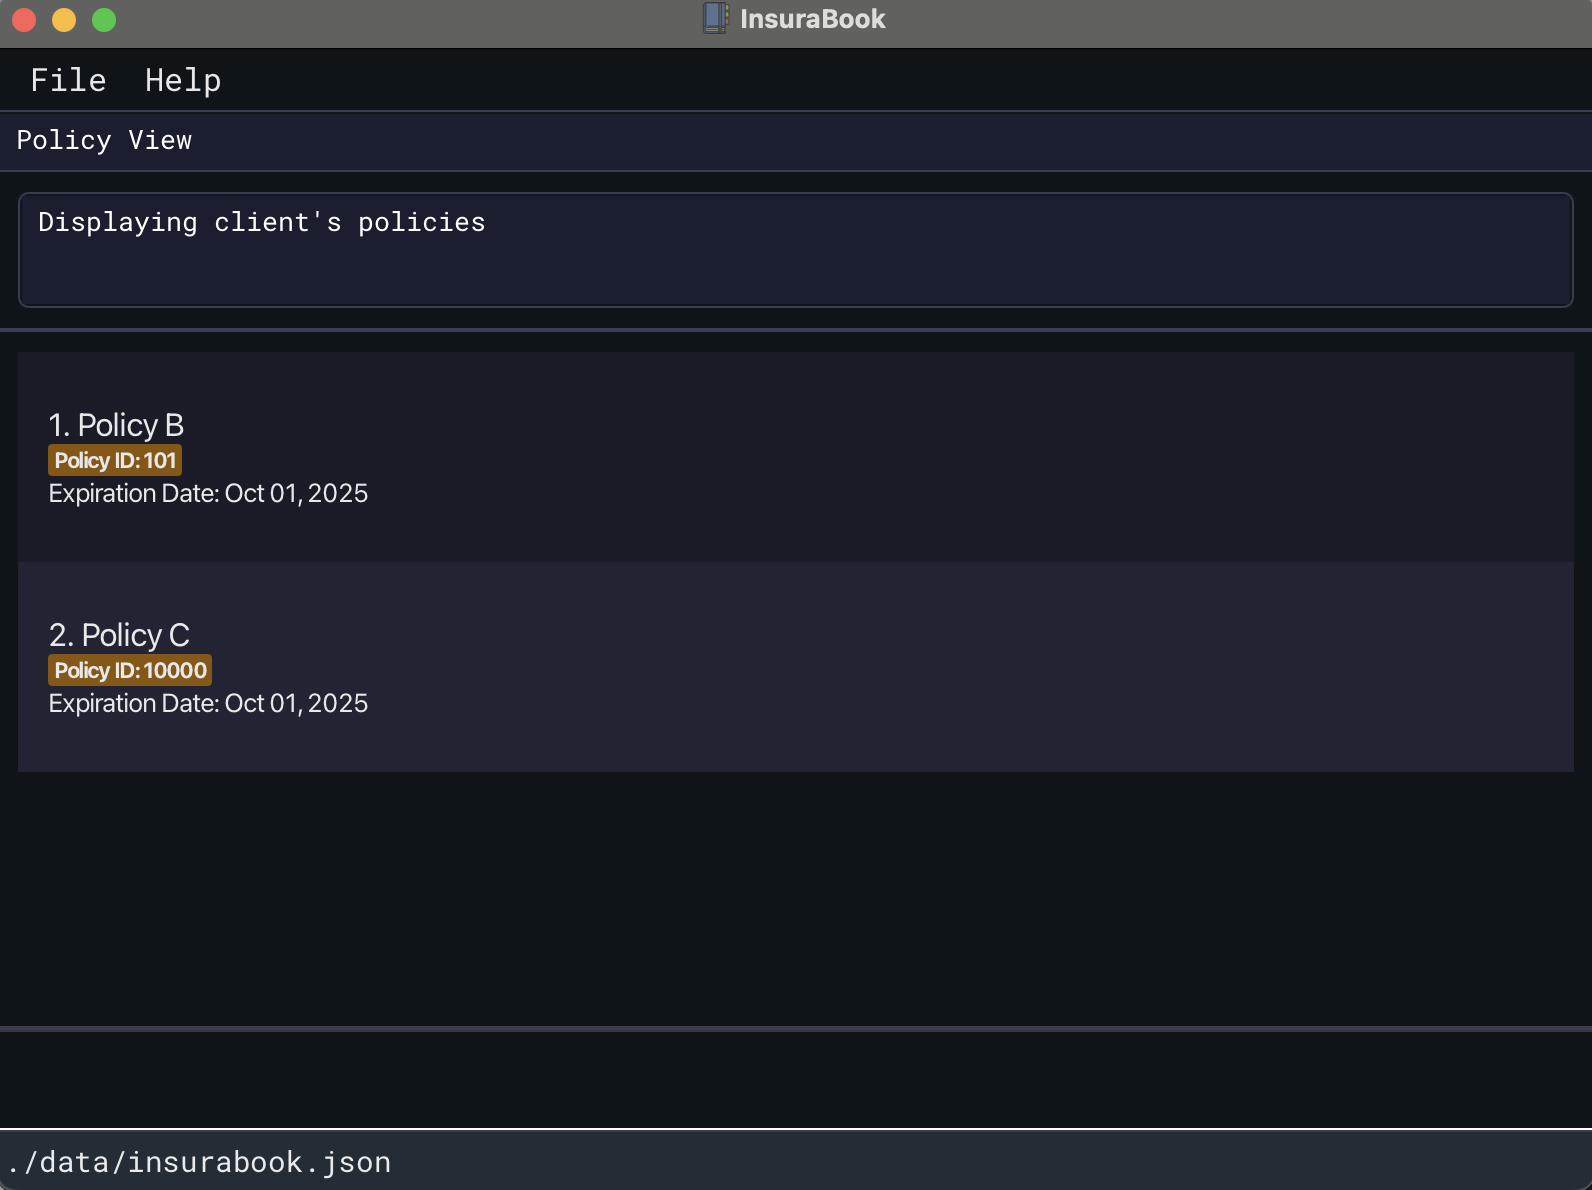 InsuraBook
File Help
Policy View
Displaying client's policies
1. Policy B
Policy ID: 101
Expiration Date: Oct 01, 2025
2. Policy C
Policy ID: 10000
Expiration Date: Oct 01, 2025
./data/insurabook.json